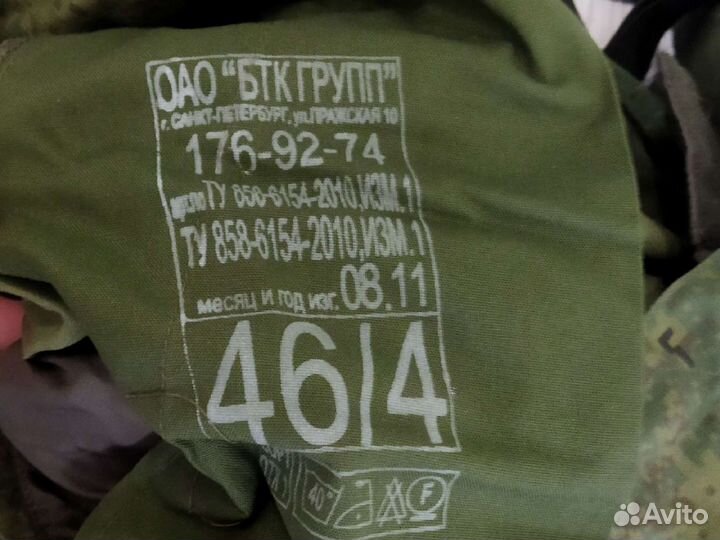 ОАО "БТК ГРУПП"
г. САНКТ-ПЕТЕРБУРГ, ул.ПРАЖСКАЯ 10
176-92-74
ТУ 858-6154-2010,ИЗМ.1
ТУ 858-6154-2010,ИЗМ.1
месяц и год изг. 08.11
46/4
40°
F
F
Avito